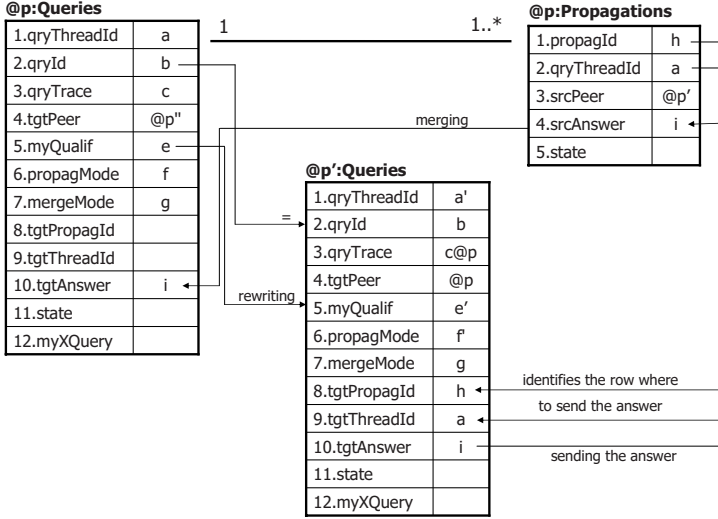 @p:Queries
1.qryThreadId a
2.qryId b
3.qryTrace c
4.tgtPeer @p"
5.myQualif e
6.propagMode f
7.mergeMode g
8.tgtPropagId
9.tgtThreadId
10.tgtAnswer i
11.state
12.myXQuery
1 1..*
@p:Propagations
1.propagId h
2.qryThreadId a
3.srcPeer @p’
4.srcAnswer i
5.state
merging
=
rewriting
@p’:Queries
1.qryThreadId a'
2.qryId b
3.qryTrace c@p
4.tgtPeer @p
5.myQualif e’
6.propagMode f'
7.mergeMode g
8.tgtPropagId h
9.tgtThreadId a
10.tgtAnswer i
11.state
12.myXQuery
identifies the row where
to send the answer
sending the answer